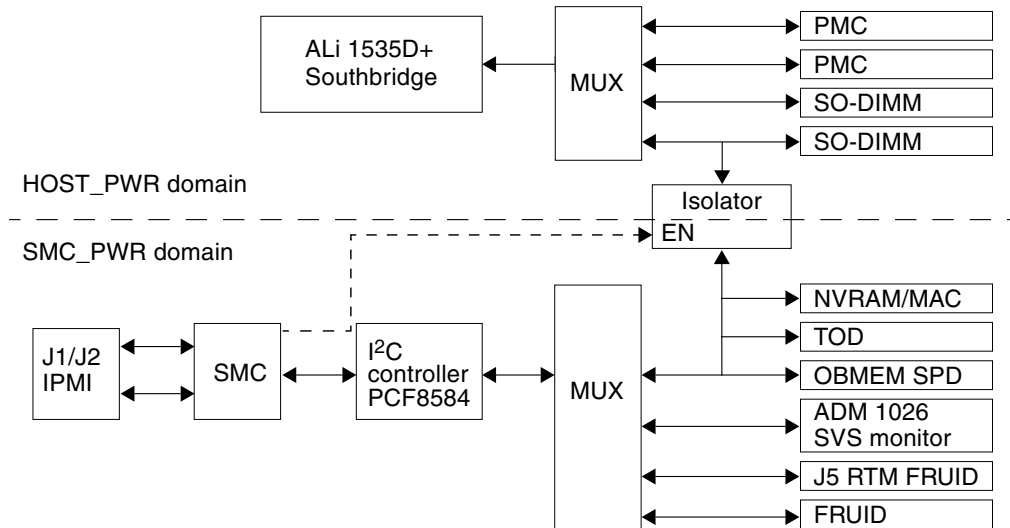 ALi 1535D+
Southbridge
MUX
PMC
PMC
SO-DIMM
SO-DIMM
HOST_PWR domain
Isolator
EN
SMC_PWR domain
J1/J2
IPMI
SMC
I²C
controller
PCF8584
MUX
NVRAM/MAC
TOD
OBMEM SPD
ADM 1026
SVS monitor
J5 RTM FRUID
FRUID